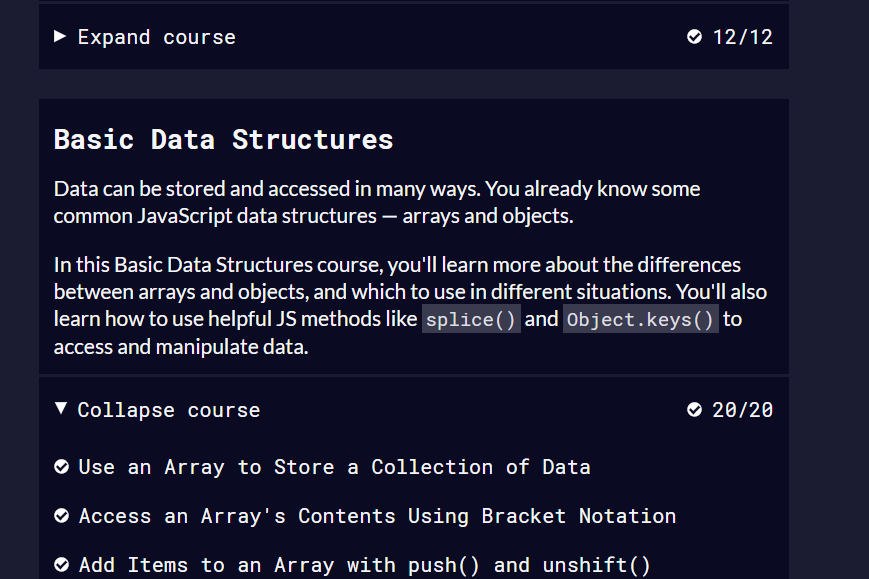 Expand course 12/12
Basic Data Structures
Data can be stored and accessed in many ways. You already know some
common JavaScript data structures — arrays and objects.
In this Basic Data Structures course, you'll learn more about the differences
between arrays and objects, and which to use in different situations. You'll also
learn how to use helpful JS methods like splice() and Object.keys() to
access and manipulate data.
Collapse course 20/20
Use an Array to Store a Collection of Data
Access an Array's Contents Using Bracket Notation
Add Items to an Array with push() and unshift()